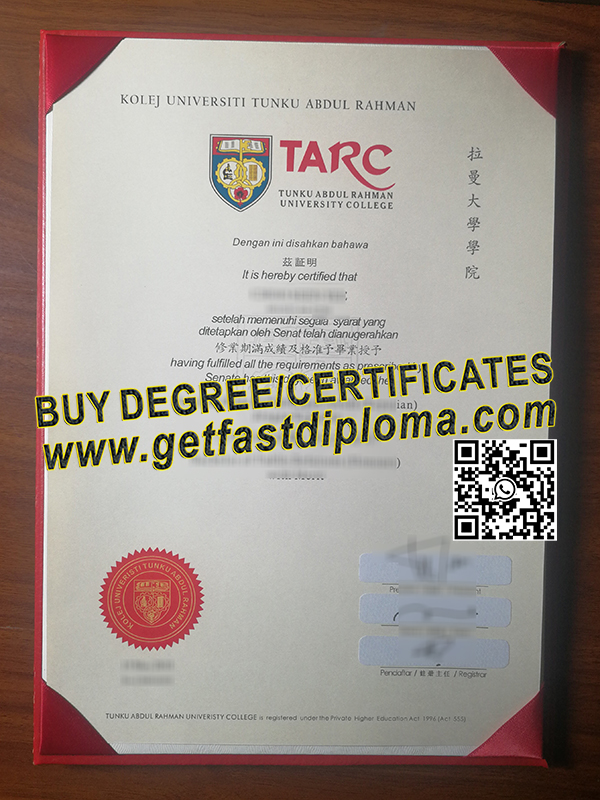 KOLEJ UNIVERSITI TUNKU ABDUL RAHMAN
TARC
TUNKU ABDUL RAHMAN
UNIVERSITY COLLEGE
拉曼大學學院
Dengan ini disahkan bahawa
茲証明
It is hereby certified that
setelah memenuhi segala syarat yang
ditetapkan oleh Senat telah dianugerahkan
修業期滿成績及格准予畢業授予
having fulfilled all the requirements as
Senate
BUY DEGREE/CERTIFICATES
www.getfastdiploma.com
KOLEJ UNIVERSITI TUNKU ABDUL RAHMAN
Pendaftar / 註册主任 / Registrar
TUNKU ABDUL RAHMAN UNIVERISTY COLLEGE is registered under the Private Higher Education Act 1996 (Act 555)